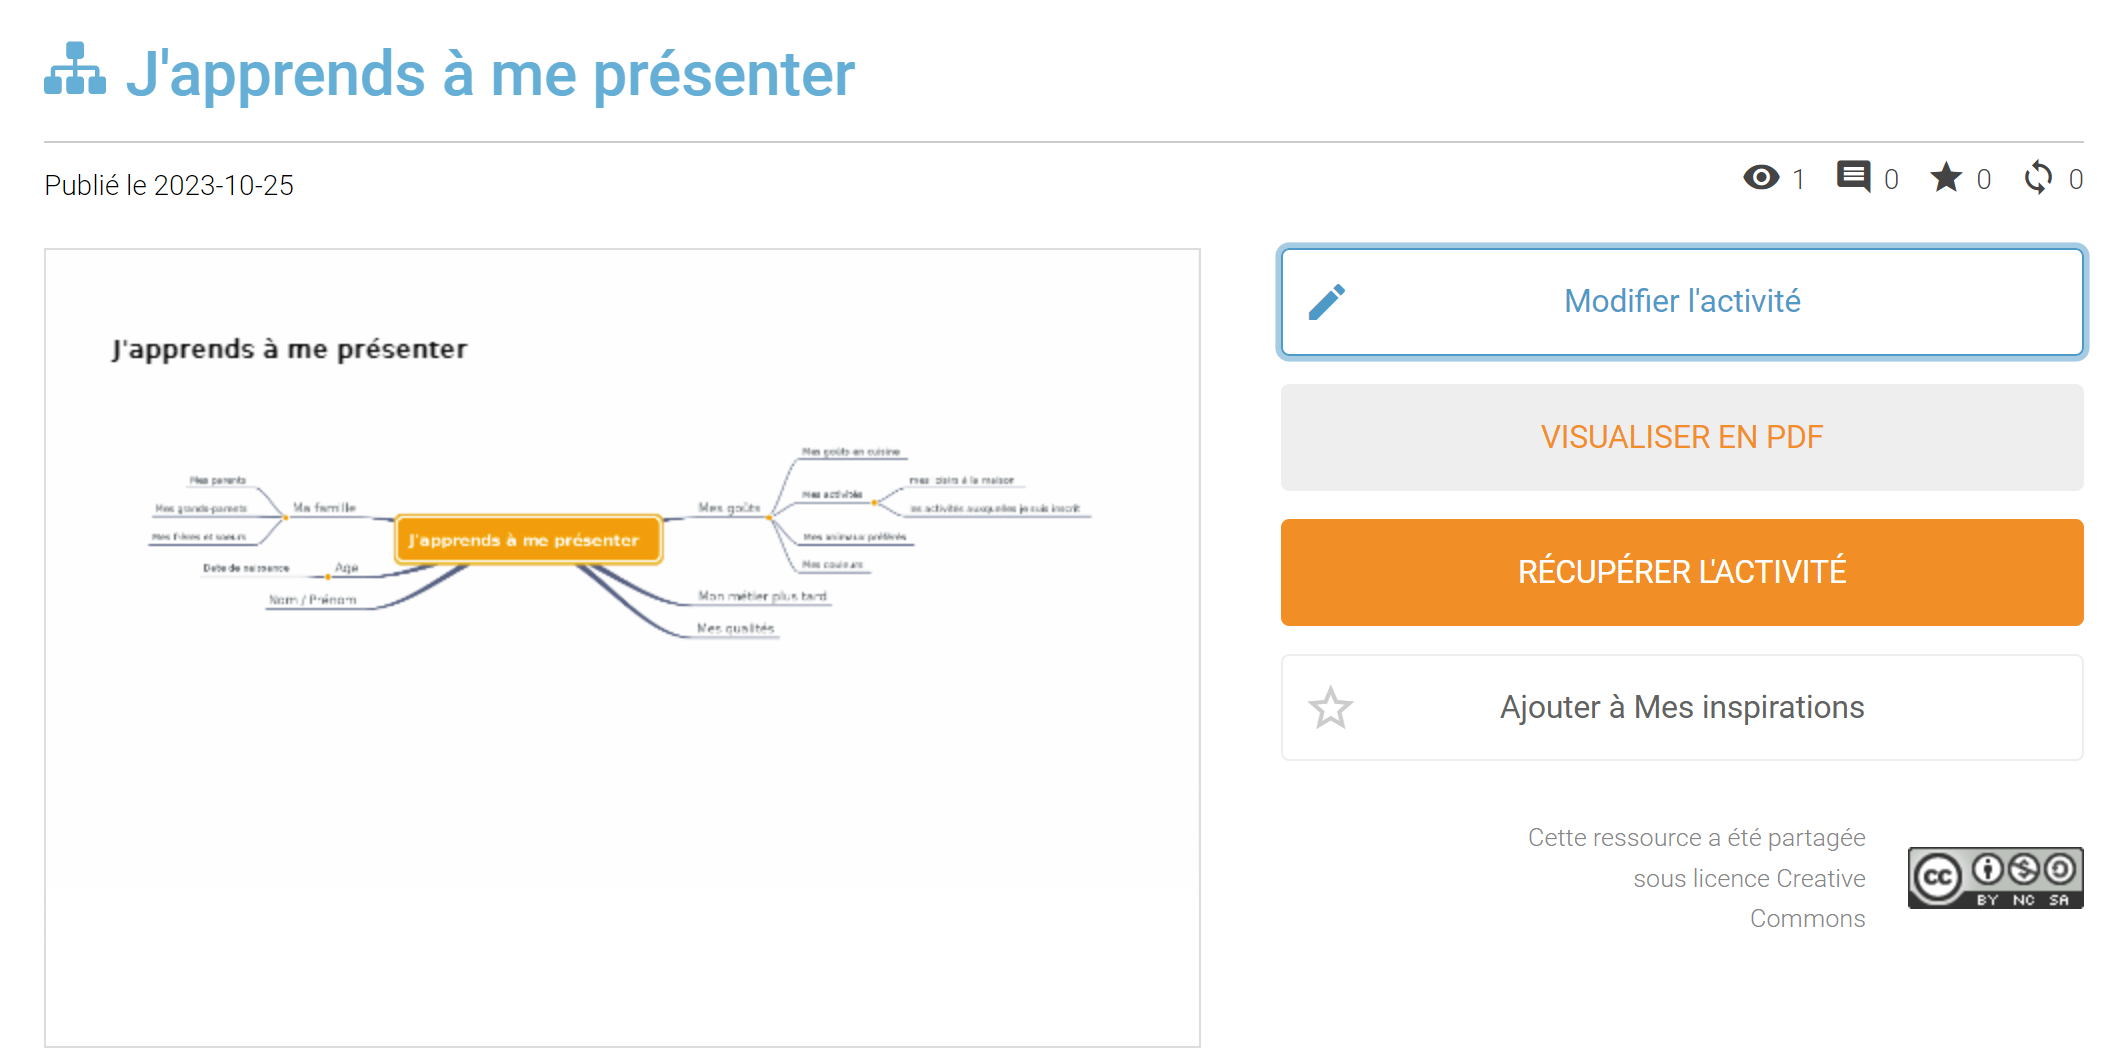 J'apprends à me présenter
Publié le 2023-10-25
1 0 0 0
J'apprends à me présenter
Mes parents
Mes grands-parents
Mes frères et soeurs
Ma famille
Date de naissance
Age
Nom / Prénom
J'apprends à me présenter
Mes goûts
Mes goûts en cuisine
Mes activités
à la maison
les activités auxquelles je suis inscrit
Mes animaux préférés
Mes couleurs
Mon métier plus tard
Mes qualités
Modifier l'activité
VISUALISER EN PDF
RÉCUPÉRER L'ACTIVITÉ
Ajouter à Mes inspirations
Cette ressource a été partagée
sous licence Creative
Commons
cc
BY NC SA